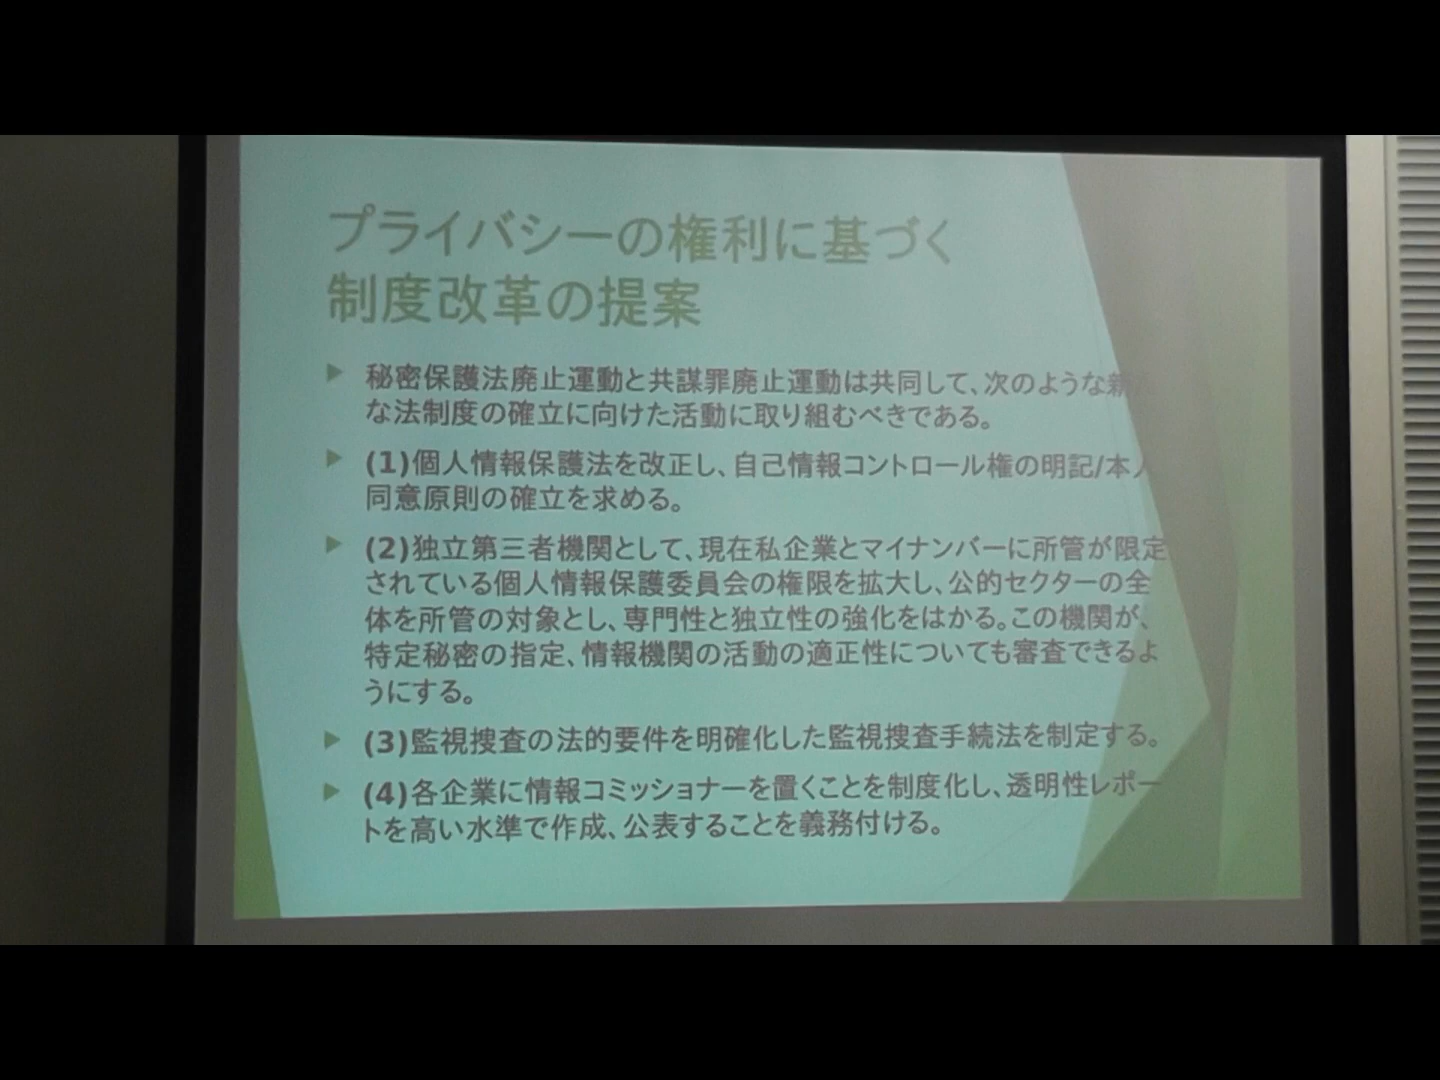 プライバシーの権利に基づく
制度改革の提案
秘密保護法廃止運動と共謀罪廃止運動は共同して、次のような新た
な法制度の確立に向けた活動に取り組むべきである。
(1)個人情報保護法を改正し、自己情報コントロール権の明記/本人
同意原則の確立を求める。
(2)独立第三者機関として、現在私企業とマイナンバーに所管が限定
されている個人情報保護委員会の権限を拡大し、公的セクターの全
体を所管の対象とし、専門性と独立性の強化をはかる。この機関が、
特定秘密の指定、情報機関の活動の適正性についても審査できるよ
うにする。
(3)監視捜査の法的要件を明確化した監視捜査手続法を制定する。
(4)各企業に情報コミッショナーを置くことを制度化し、透明性レポー
トを高い水準で作成、公表することを義務付ける。